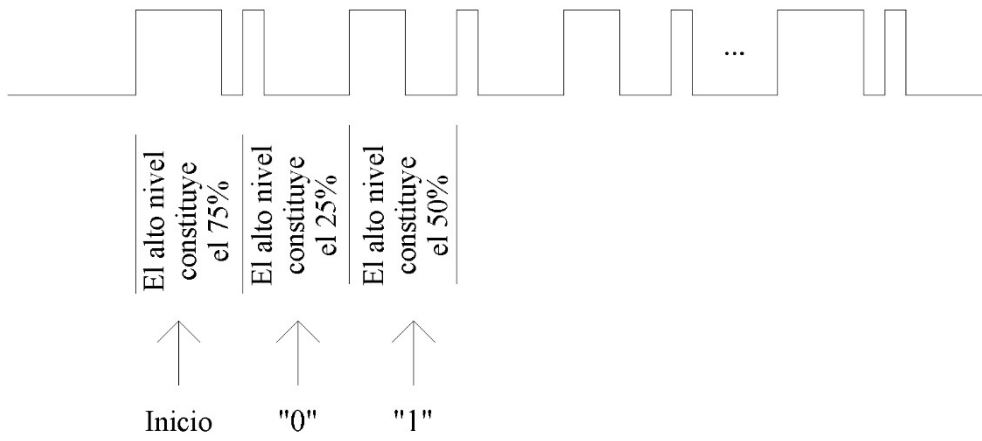 ...
El alto nivel
constituye
el 75%
El alto nivel
constituye
el 25%
El alto nivel
constituye
el 50%
Inicio
"0"
"1"